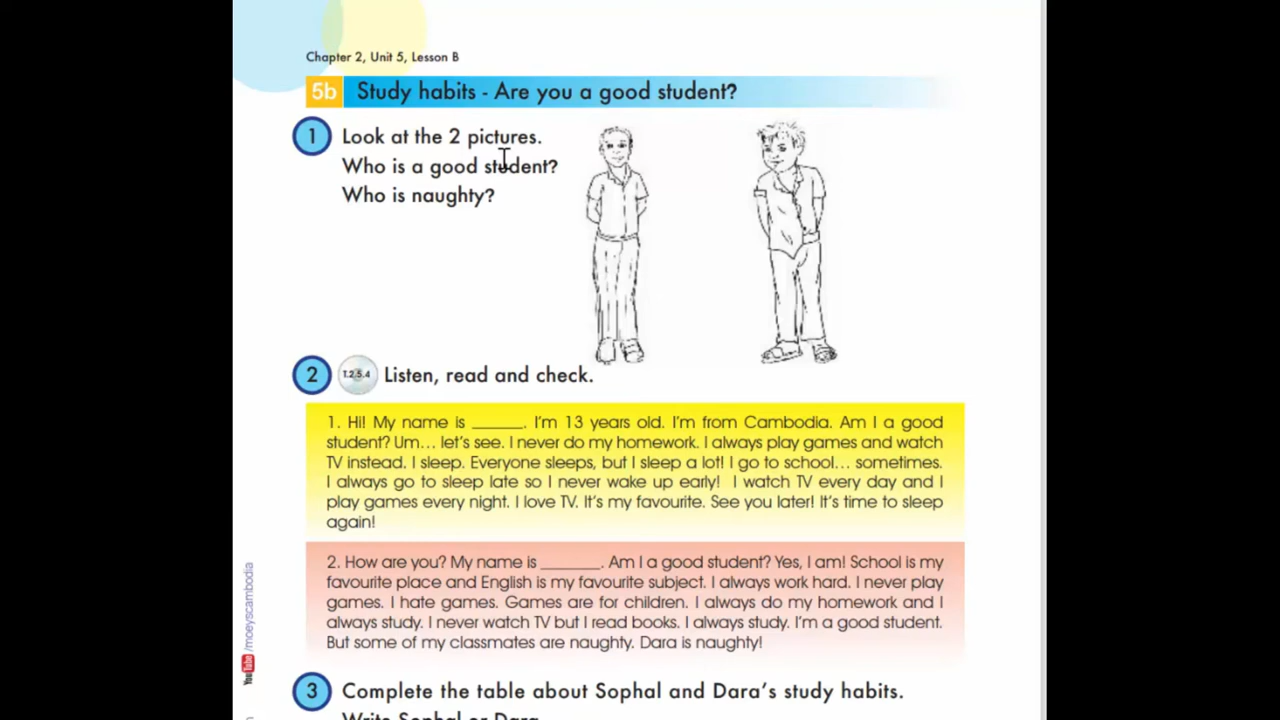 Chapter 2, Unit 5, Lesson B
5b Study habits - Are you a good student?
1 Look at the 2 pictures.
Who is a good student?
Who is naughty?
2 1.2.5.4 Listen, read and check.
1. Hi! My name is ______. I'm 13 years old. I'm from Cambodia. Am I a good
student? Um... let's see. I never do my homework. I always play games and watch
TV instead. I sleep. Everyone sleeps, but I sleep a lot! I go to school... sometimes.
I always go to sleep late so I never wake up early! I watch TV every day and I
play games every night. I love TV. It's my favourite. See you later! It's time to sleep
again!
2. How are you? My name is _______. Am I a good student? Yes, I am! School is my
favourite place and English is my favourite subject. I always work hard. I never play
games. I hate games. Games are for children. I always do my homework and I
always study. I never watch TV but I read books. I always study. I'm a good student.
But some of my classmates are naughty. Dara is naughty!
YouTube /moeyscambodia
3 Complete the table about Sophal and Dara's study habits.
Write Sophal or Dara